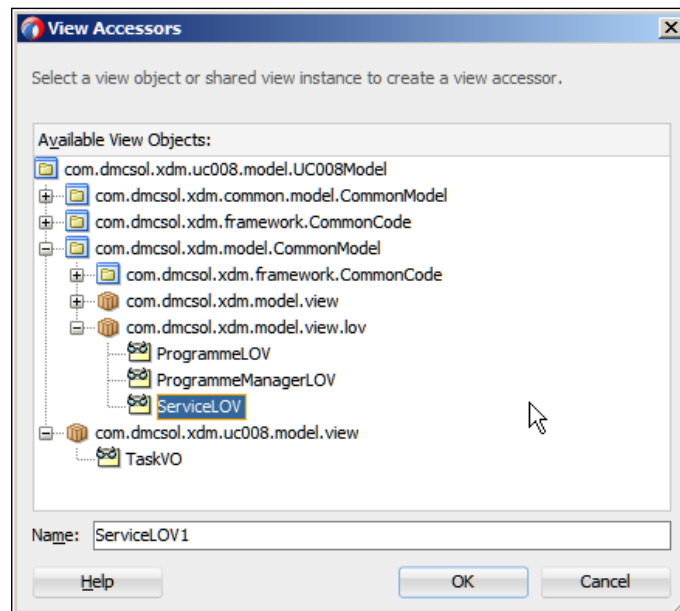 View Accessors
Select a view object or shared view instance to create a view accessor.
Available View Objects:
com.dmcsol.xdm.uc008.model.UC008Model
com.dmcsol.xdm.common.model.CommonModel
com.dmcsol.xdm.framework.CommonCode
com.dmcsol.xdm.model.CommonModel
com.dmcsol.xdm.framework.CommonCode
com.dmcsol.xdm.model.view
com.dmcsol.xdm.model.view.lov
ProgrammeLOV
ProgrammeManagerLOV
ServiceLOV
com.dmcsol.xdm.uc008.model.view
TaskVO
Name: ServiceLOV1
Help OK Cancel